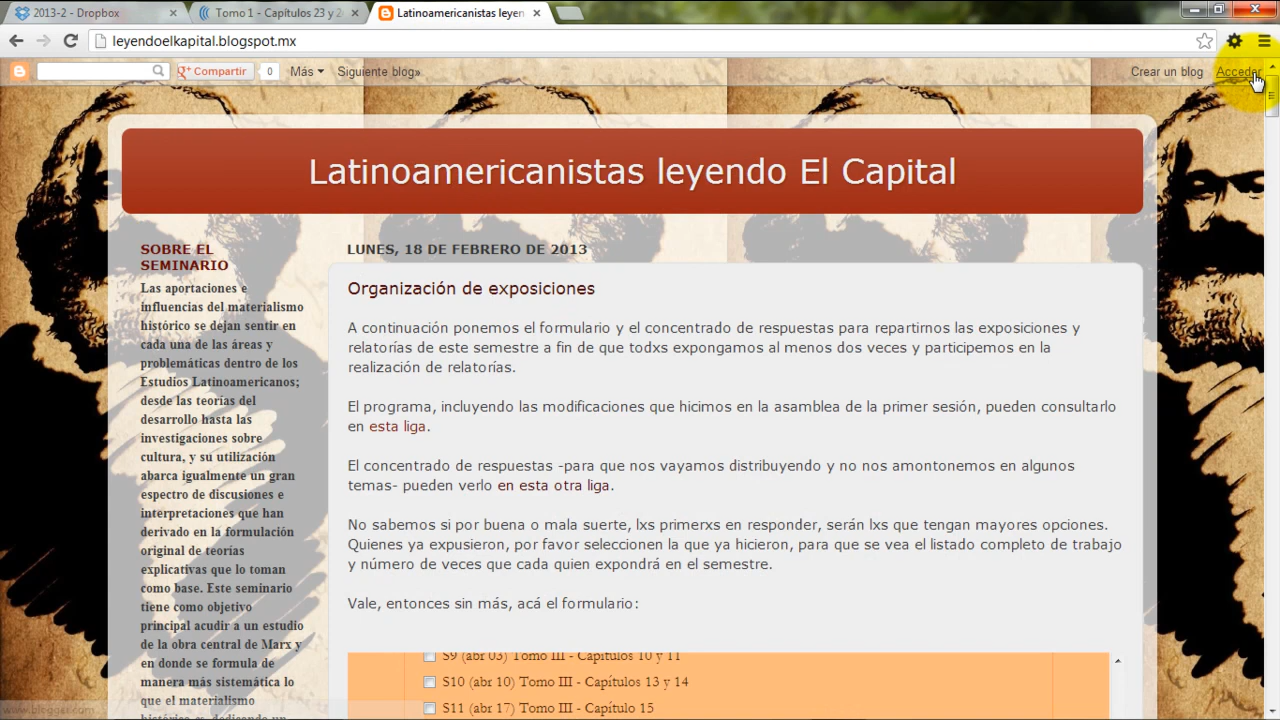 2013-2 - Dropbox
Tomo 1 - Capítulos 23 y 2
Latinoamericanistas leyen
leyendoelkapital.blogspot.mx
Compartir 0 Más Siguiente blog»
Crear un blog Acceder
Latinoamericanistas leyendo El Capital
SOBRE EL
SEMINARIO
Las aportaciones e
influencias del materialismo
histórico se dejan sentir en
cada una de las áreas y
problemáticas dentro de los
Estudios Latinoamericanos;
desde las teorías del
desarrollo hasta las
investigaciones sobre
cultura, y su utilización
abarca igualmente un gran
espectro de discusiones e
interpretaciones que han
derivado en la formulación
original de teorías
explicativas que lo toman
como base. Este seminario
tiene como objetivo
principal acudir a un estudio
de la obra central de Marx y
en donde se formula de
manera más sistemática lo
que el materialismo
LUNES, 18 DE FEBRERO DE 2013
Organización de exposiciones
A continuación ponemos el formulario y el concentrado de respuestas para repartirnos las exposiciones y
relatorías de este semestre a fin de que todxs expongamos al menos dos veces y participemos en la
realización de relatorías.
El programa, incluyendo las modificaciones que hicimos en la asamblea de la primer sesión, pueden consultarlo
en esta liga.
El concentrado de respuestas -para que nos vayamos distribuyendo y no nos amontonemos en algunos
temas- pueden verlo en esta otra liga.
No sabemos si por buena o mala suerte, lxs primerxs en responder, serán lxs que tengan mayores opciones.
Quienes ya expusieron, por favor seleccionen la que ya hicieron, para que se vea el listado completo de trabajo
y número de veces que cada quien expondrá en el semestre.
Vale, entonces sin más, acá el formulario:
S9 (abr 03) Tomo III - Capítulos 10 y 11
S10 (abr 10) Tomo III - Capítulos 13 y 14
S11 (abr 17) Tomo III - Capítulo 15
www.blogger.com